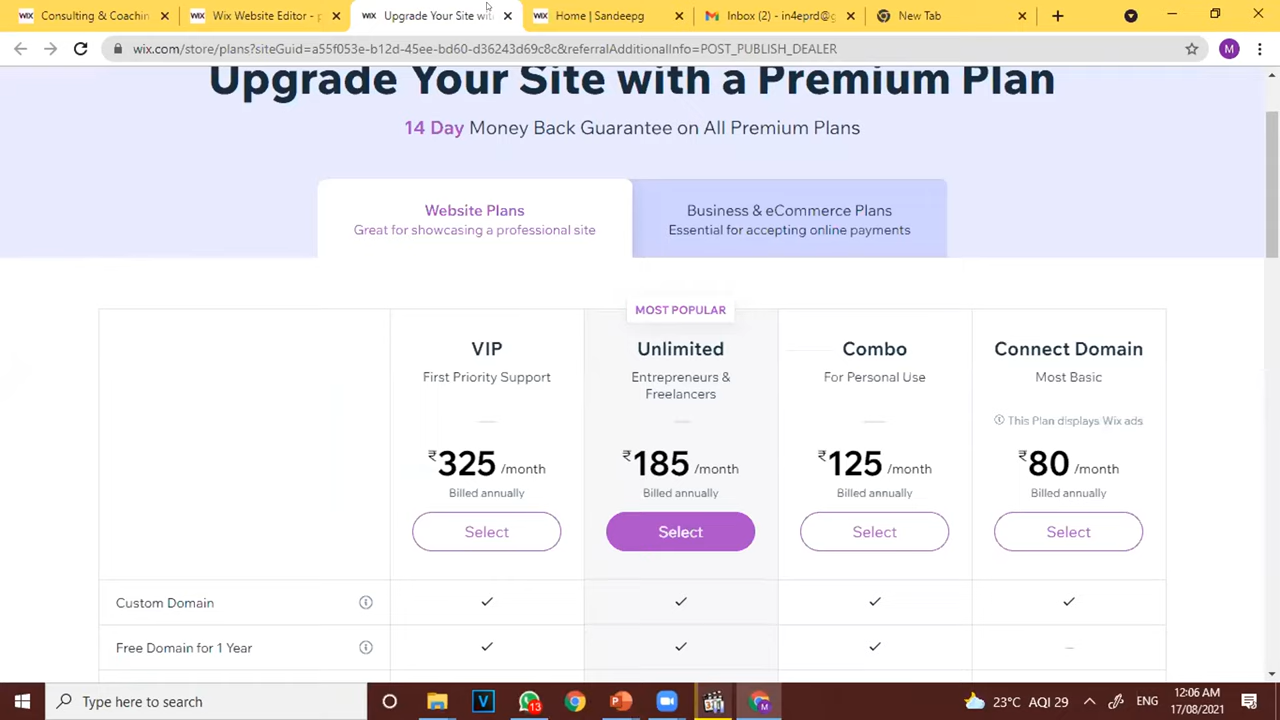 WIX Consulting & Coachin
WIX Wix Website Editor - p
WIX Upgrade Your Site wit
WIX Home | Sandeepg
Inbox (2) - in4eprd@g
New Tab
wix.com/store/plans?siteGuid=a55f053e-b12d-45ee-bd60-d36243d69c8c&referralAdditionalInfo=POST_PUBLISH_DEALER
M
Upgrade Your Site with a Premium Plan
14 Day Money Back Guarantee on All Premium Plans
Website Plans
Great for showcasing a professional site
Business & eCommerce Plans
Essential for accepting online payments
MOST POPULAR
VIP
First Priority Support
₹325 /month
Billed annually
Select
Unlimited
Entrepreneurs &
Freelancers
₹185 /month
Billed annually
Select
Combo
For Personal Use
₹125 /month
Billed annually
Select
Connect Domain
Most Basic
This Plan displays Wix ads
₹80 /month
Billed annually
Select
Custom Domain
Free Domain for 1 Year
Type here to search
V
13
M
23°C AQI 29
ENG
12:06 AM
17/08/2021